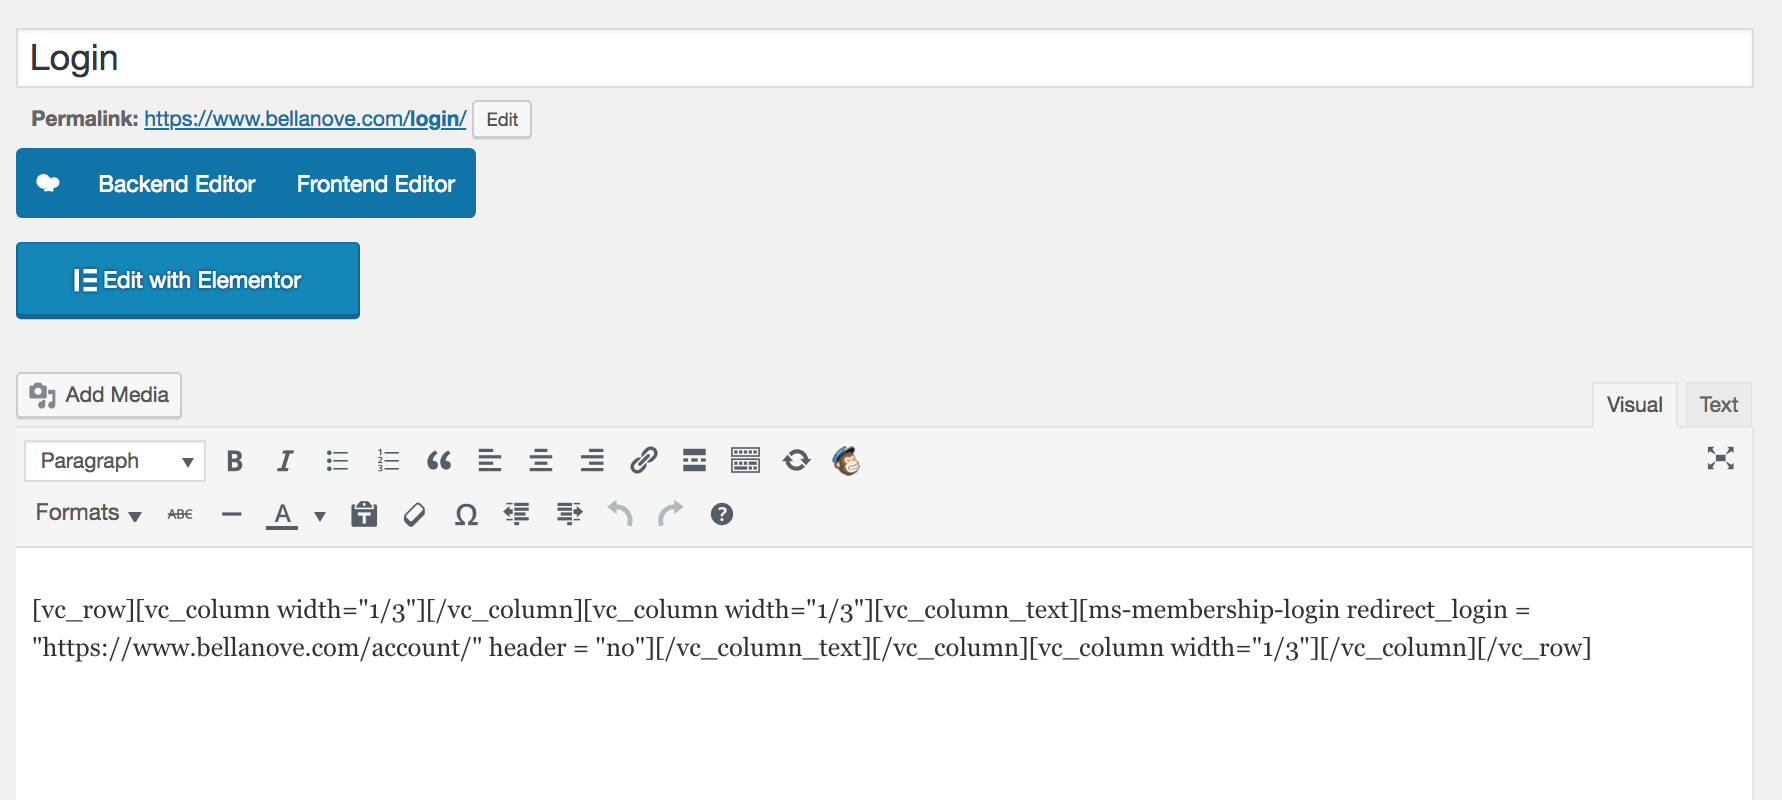 Login
Permalink: https://www.bellanove.com/login/ Edit
Backend Editor Frontend Editor
Edit with Elementor
Add Media
Visual Text
Paragraph
Formats ABC A
[vc_row][vc_column width="1/3"][/vc_column][vc_column width="1/3"][vc_column_text][ms-membership-login redirect_login =
"https://www.bellanove.com/account/" header = "no"][/vc_column_text][/vc_column][vc_column width="1/3"][/vc_column][/vc_row]